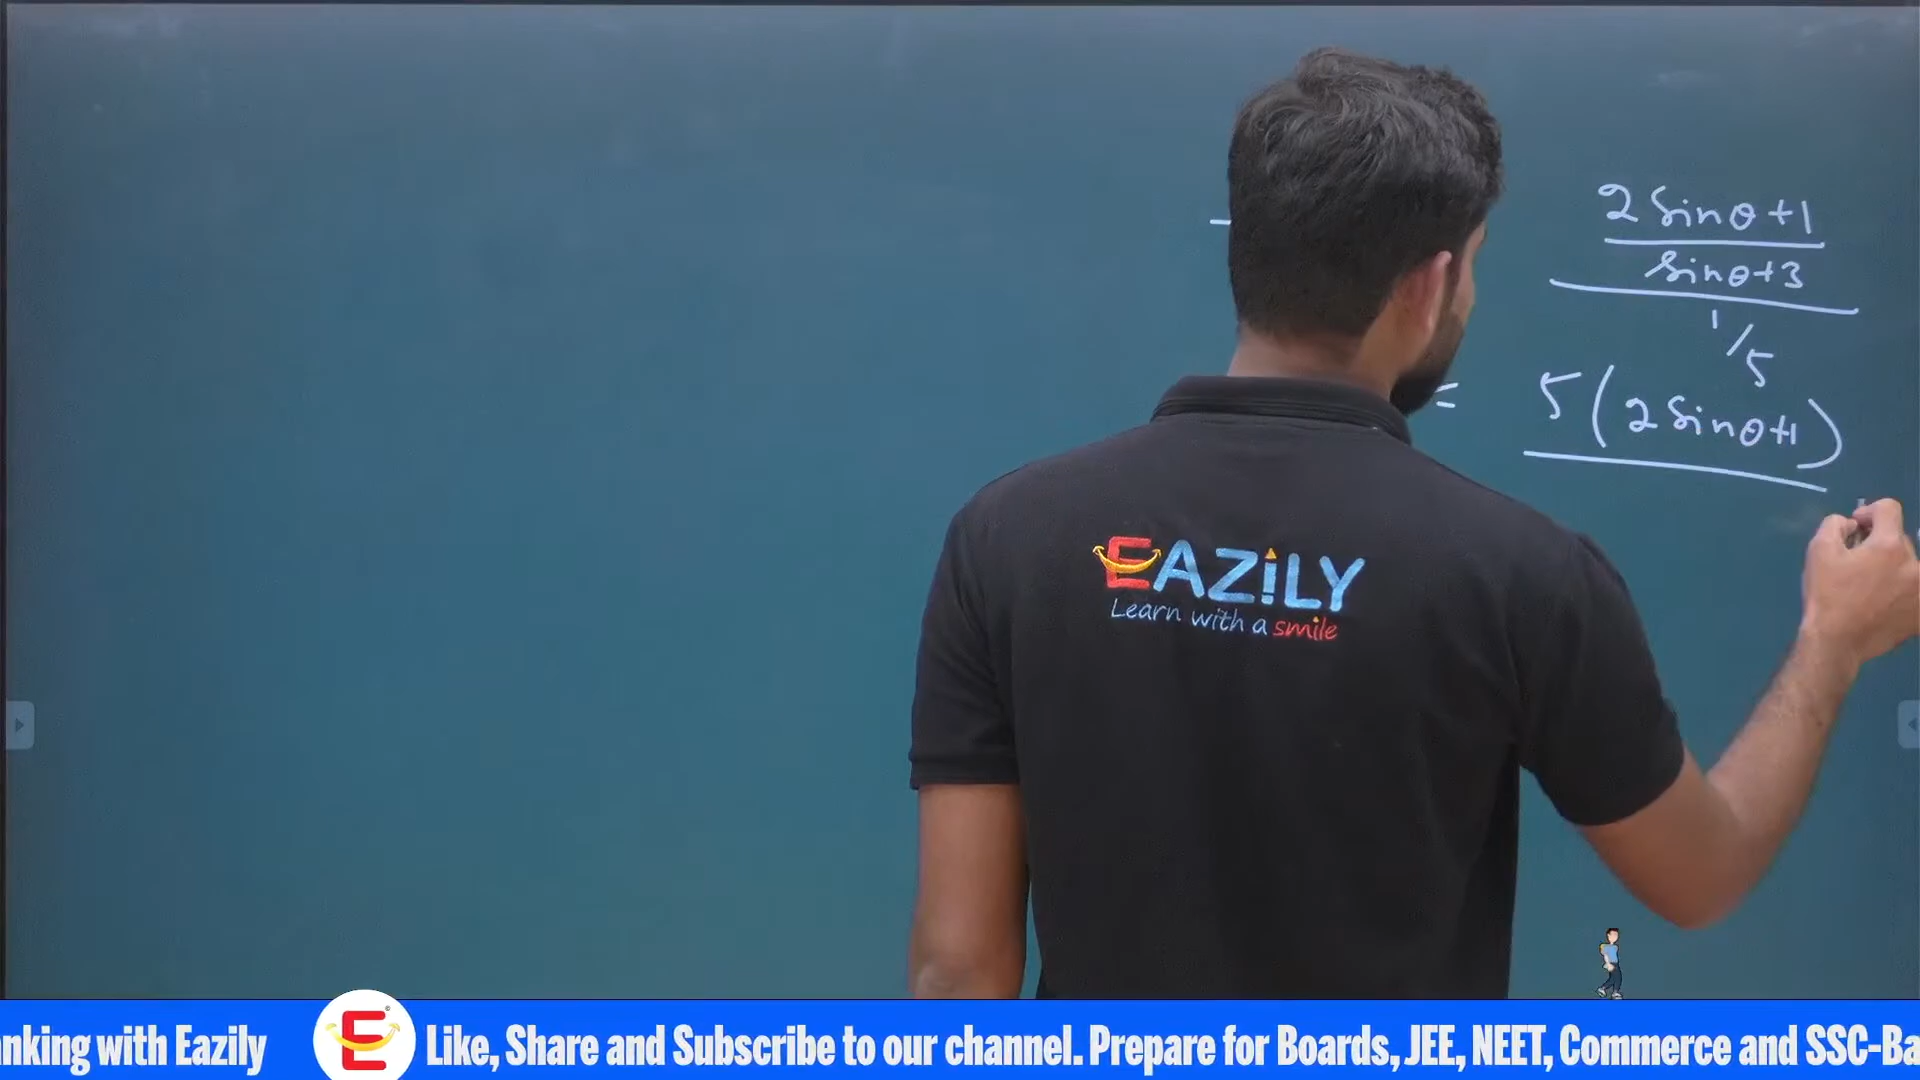 2 sinθ + 1
sinθ + 3
1/5
= 5 ( 2 sinθ + 1 )
EAZiLY
Learn with a smile
nking with Eazily
E Like, Share and Subscribe to our channel. Prepare for Boards, JEE, NEET, Commerce and SSC-Ba